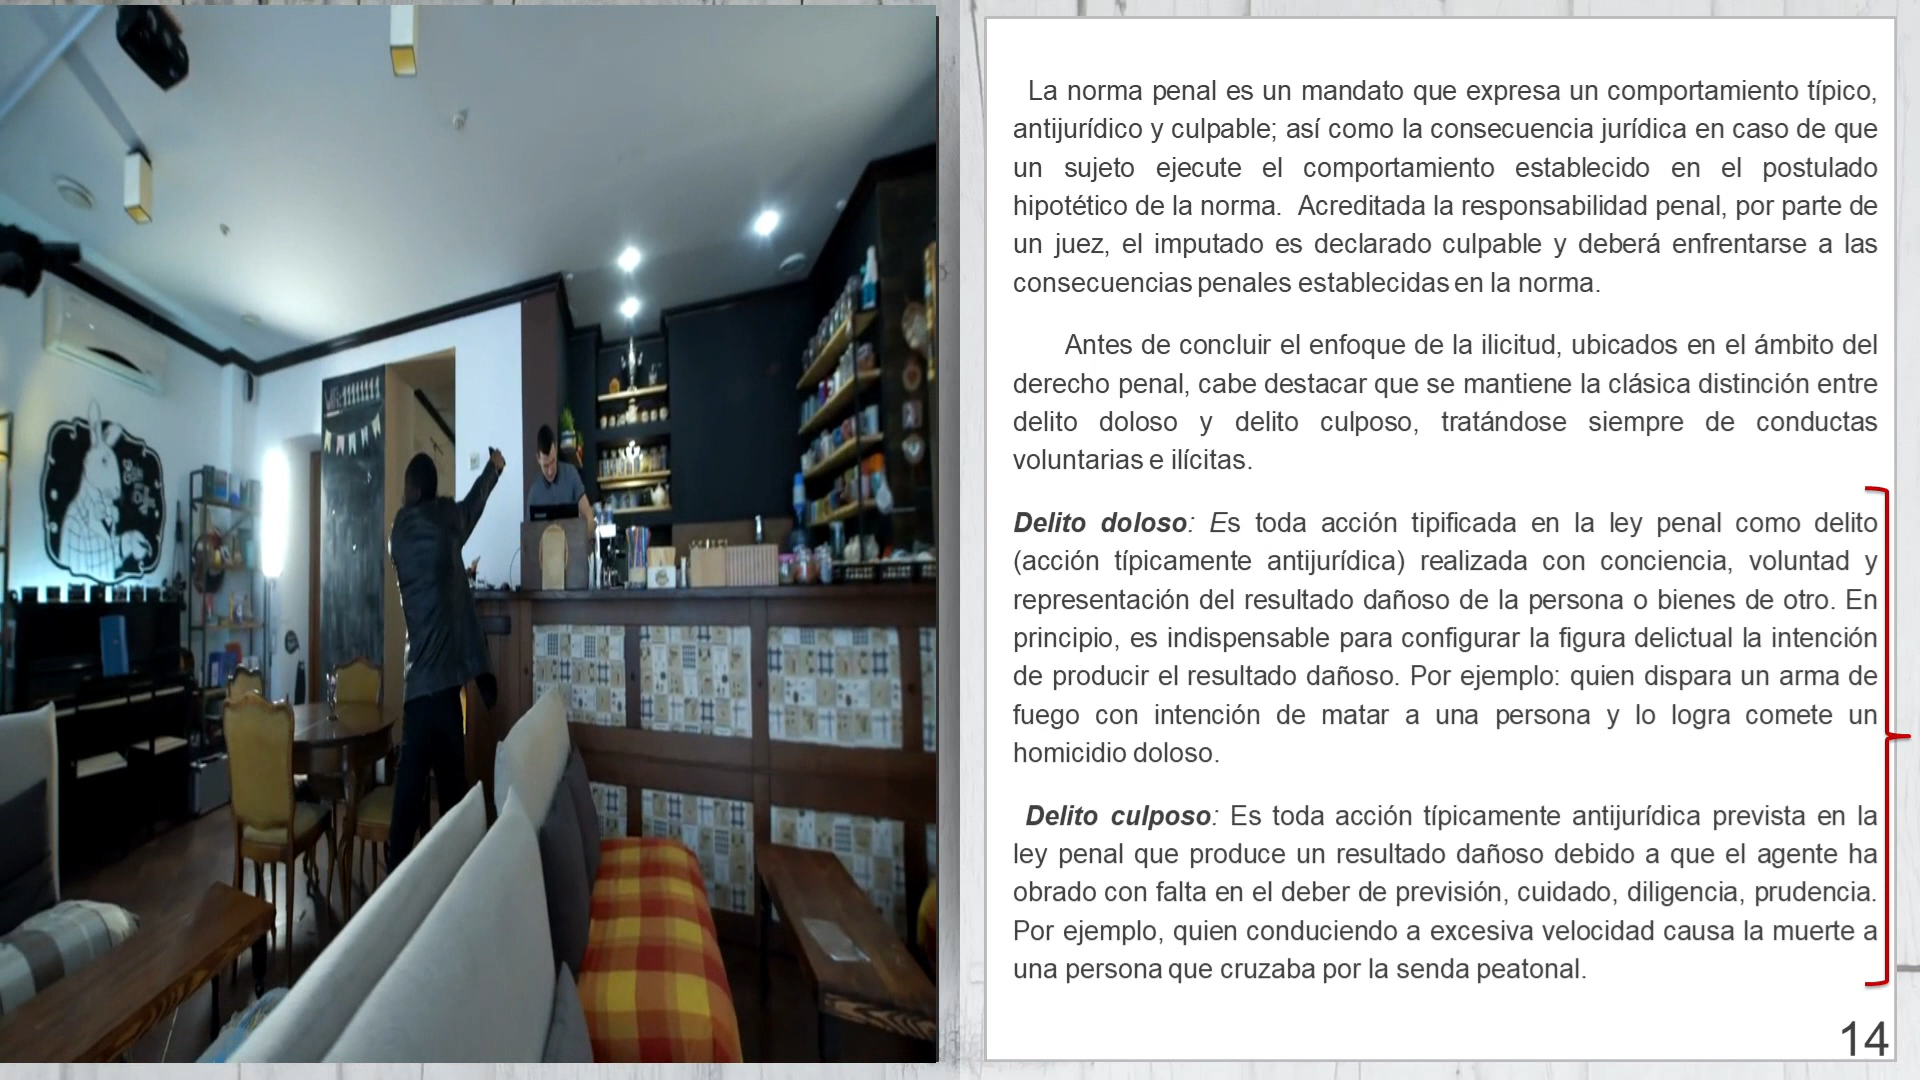 La norma penal es un mandato que expresa un comportamiento típico,
antijurídico y culpable; así como la consecuencia jurídica en caso de que
un sujeto ejecute el comportamiento establecido en el postulado
hipotético de la norma. Acreditada la responsabilidad penal, por parte de
un juez, el imputado es declarado culpable y deberá enfrentarse a las
consecuencias penales establecidas en la norma.
Antes de concluir el enfoque de la ilicitud, ubicados en el ámbito del
derecho penal, cabe destacar que se mantiene la clásica distinción entre
delito doloso y delito culposo, tratándose siempre de conductas
voluntarias e ilícitas.
Delito doloso: Es toda acción tipificada en la ley penal como delito
(acción típicamente antijurídica) realizada con conciencia, voluntad y
representación del resultado dañoso de la persona o bienes de otro. En
principio, es indispensable para configurar la figura delictual la intención
de producir el resultado dañoso. Por ejemplo: quien dispara un arma de
fuego con intención de matar a una persona y lo logra comete un
homicidio doloso.
Delito culposo: Es toda acción típicamente antijurídica prevista en la
ley penal que produce un resultado dañoso debido a que el agente ha
obrado con falta en el deber de previsión, cuidado, diligencia, prudencia.
Por ejemplo, quien conduciendo a excesiva velocidad causa la muerte a
una persona que cruzaba por la senda peatonal.
14